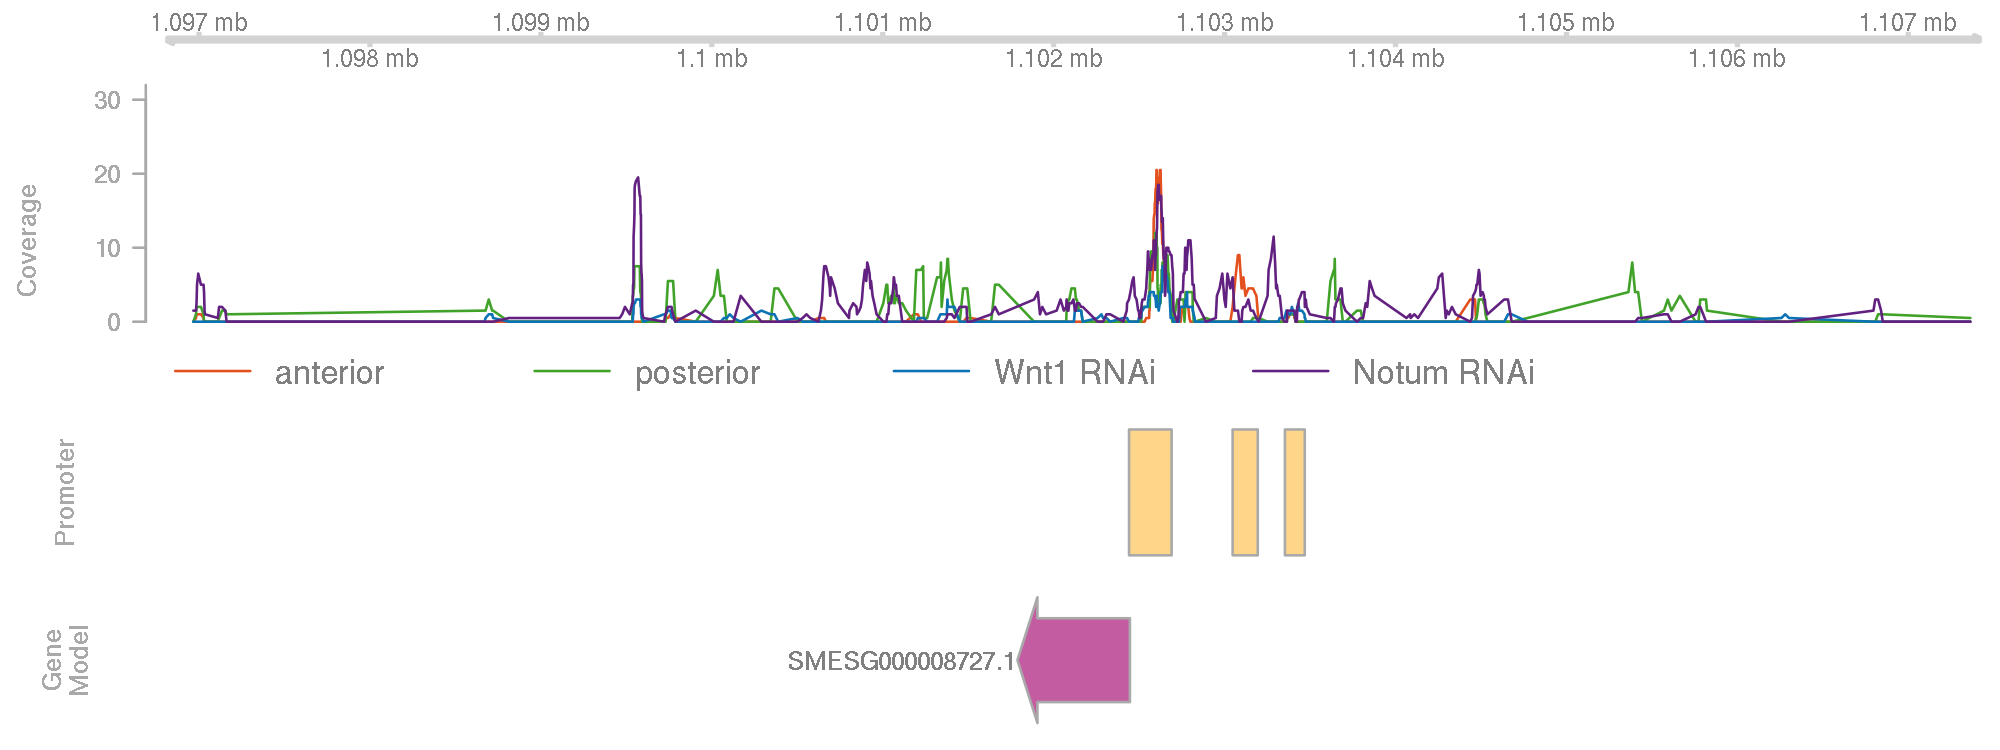 1.097 mb 1.099 mb 1.101 mb 1.103 mb 1.105 mb 1.107 mb
1.098 mb 1.1 mb 1.102 mb 1.104 mb 1.106 mb
30
20
10
0
Coverage
anterior posterior Wnt1 RNAi Notum RNAi
Promoter
Gene
Model
SMESG000008727.1